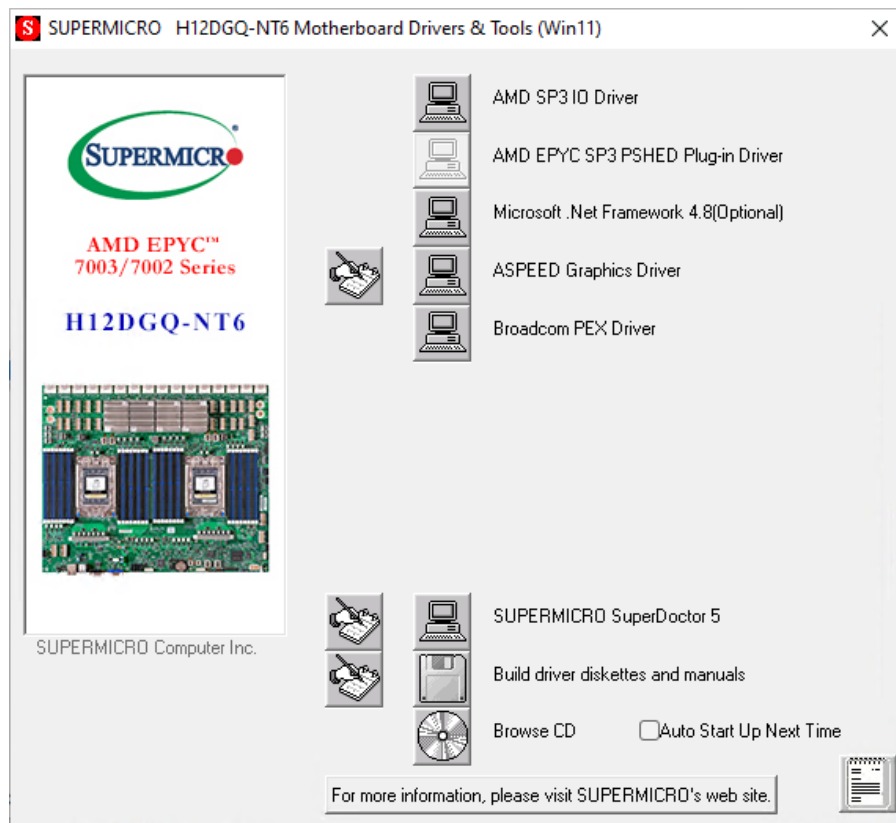 S SUPERMICRO H12DGQ-NT6 Motherboard Drivers & Tools (Win11)
SUPERMICRO
AMD EPYC™
7003/7002 Series
H12DGQ-NT6
SUPERMICRO Computer Inc.
AMD SP3 IO Driver
AMD EPYC SP3 PSHED Plug-in Driver
Microsoft .Net Framework 4.8(Optional)
ASPEED Graphics Driver
Broadcom PEX Driver
SUPERMICRO SuperDoctor 5
Build driver diskettes and manuals
Browse CD Auto Start Up Next Time
For more information, please visit SUPERMICRO's web site.